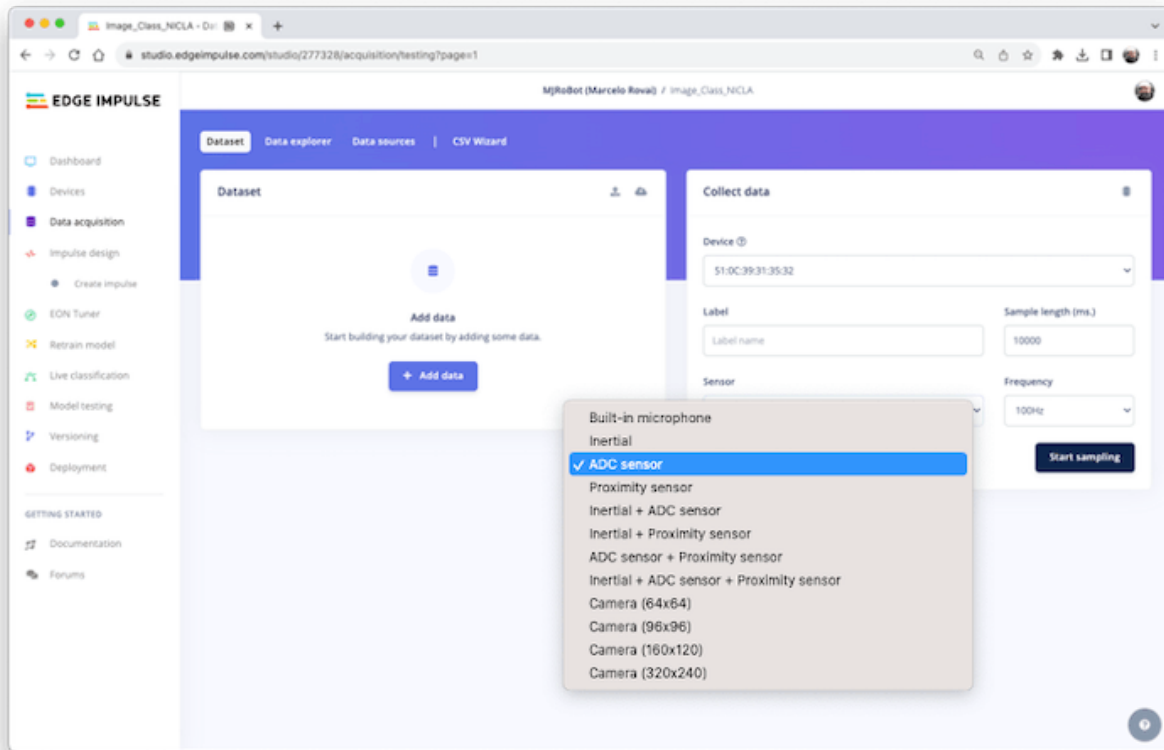 Image_Class_NICLA - Dat
studio.edgeimpulse.com/studio/277328/acquisition/testing?page=1
EDGE IMPULSE
MJRoBot (Marcelo Rovai) / Image_Class_NICLA
Dashboard
Devices
Data acquisition
Impulse design
Create impulse
EON Tuner
Retrain model
Live classification
Model testing
Versioning
Deployment
GETTING STARTED
Documentation
Forums
Dataset Data explorer Data sources | CSV Wizard
Dataset
Add data
Start building your dataset by adding some data.
+ Add data
Collect data
Device
51:0C:39:31:35:32
Label Sample length (ms.)
Label name 10000
Sensor Frequency
100Hz
Start sampling
Built-in microphone
Inertial
✓ ADC sensor
Proximity sensor
Inertial + ADC sensor
Inertial + Proximity sensor
ADC sensor + Proximity sensor
Inertial + ADC sensor + Proximity sensor
Camera (64x64)
Camera (96x96)
Camera (160x120)
Camera (320x240)